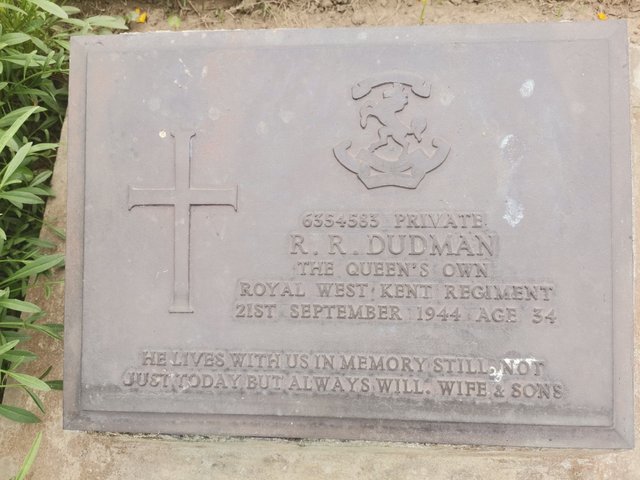 6354583 PRIVATE
R. R. DUDMAN
THE QUEEN'S OWN
ROYAL WEST KENT REGIMENT
21ST SEPTEMBER 1944 AGE 34
HE LIVES WITH US IN MEMORY STILL, NOT
JUST TODAY BUT ALWAYS WILL. WIFE & SONS